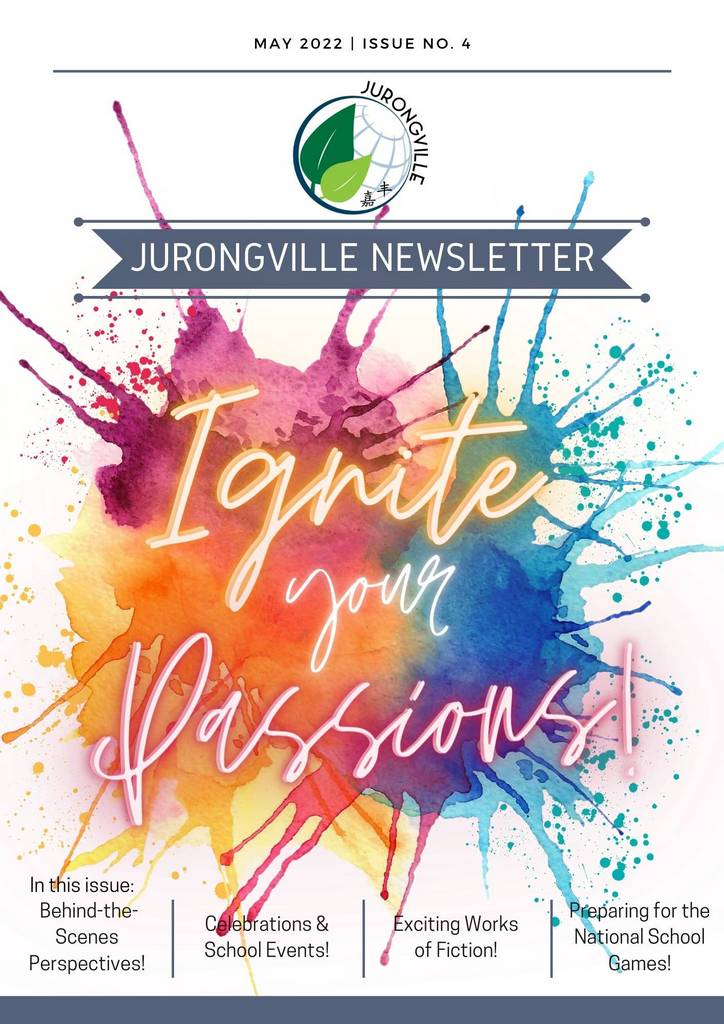 MAY 2022 | ISSUE NO. 4
JURONGVILLE
嘉丰
JURONGVILLE NEWSLETTER
Ignite
your
Passions!
In this issue:
Behind-the-
Scenes
Perspectives!
Celebrations &
School Events!
Exciting Works
of Fiction!
Preparing for the
National School
Games!